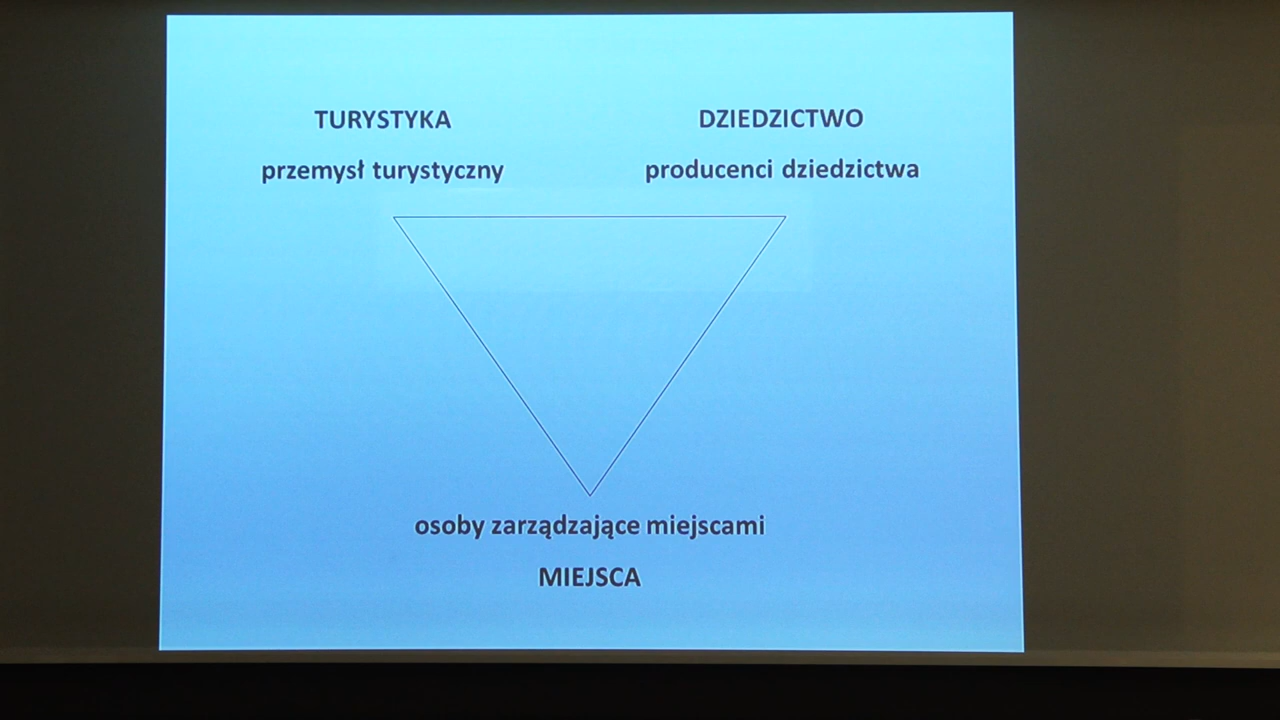 TURYSTYKA
przemysł turystyczny
DZIEDZICTWO
producenci dziedzictwa
osoby zarządzające miejscami
MIEJSCA